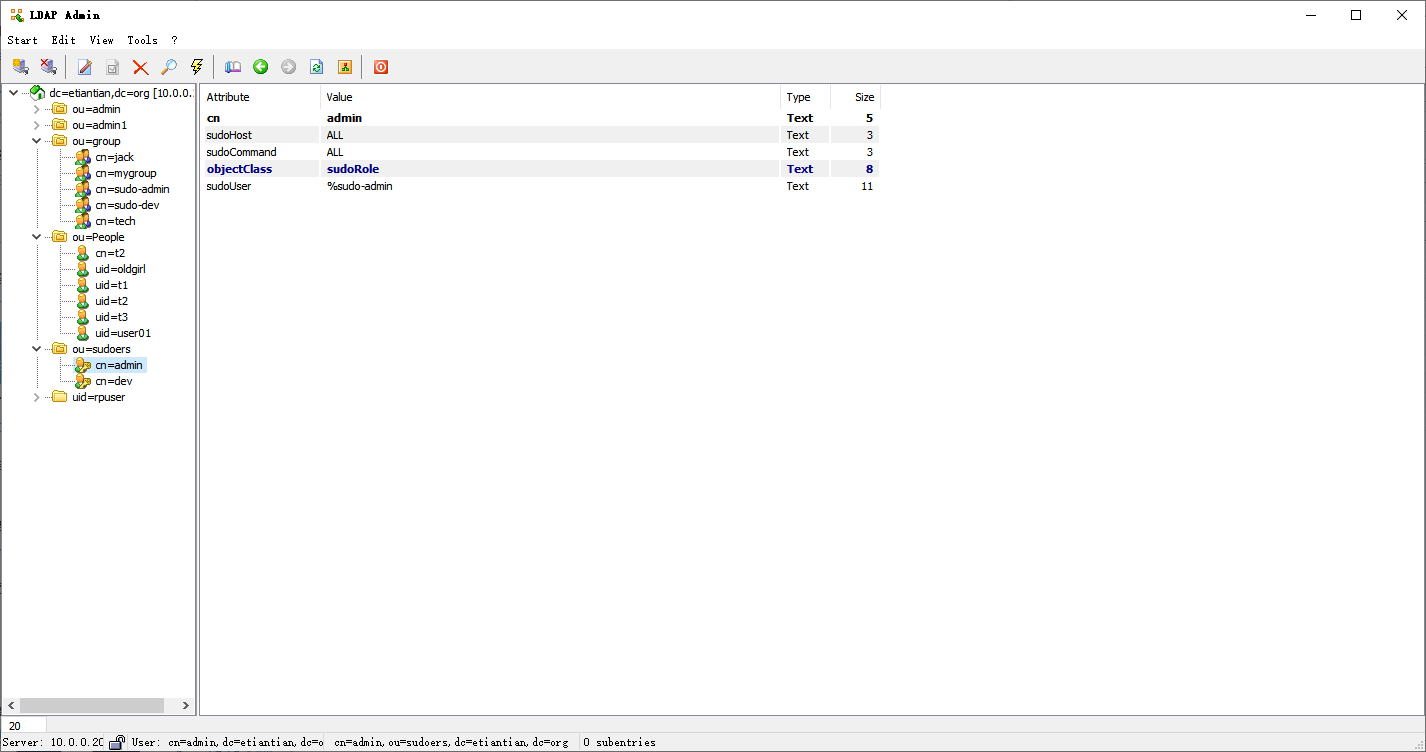 LDAP Admin
Start Edit View Tools ?
dc=etiantian,dc=org [10.0.0.
ou=admin
ou=admin1
ou=group
cn=jack
cn=mygroup
cn=sudo-admin
cn=sudo-dev
cn=tech
ou=People
cn=t2
uid=oldgirl
uid=t1
uid=t2
uid=t3
uid=user01
ou=sudoers
cn=admin
cn=dev
uid=rpuser
Attribute Value Type Size
cn admin Text 5
sudoHost ALL Text 3
sudoCommand ALL Text 3
objectClass sudoRole Text 8
sudoUser %sudo-admin Text 11
20
Server: 10.0.0.20 User: cn=admin,dc=etiantian,dc=o cn=admin,ou=sudoers,dc=etiantian,dc=org 0 subentries